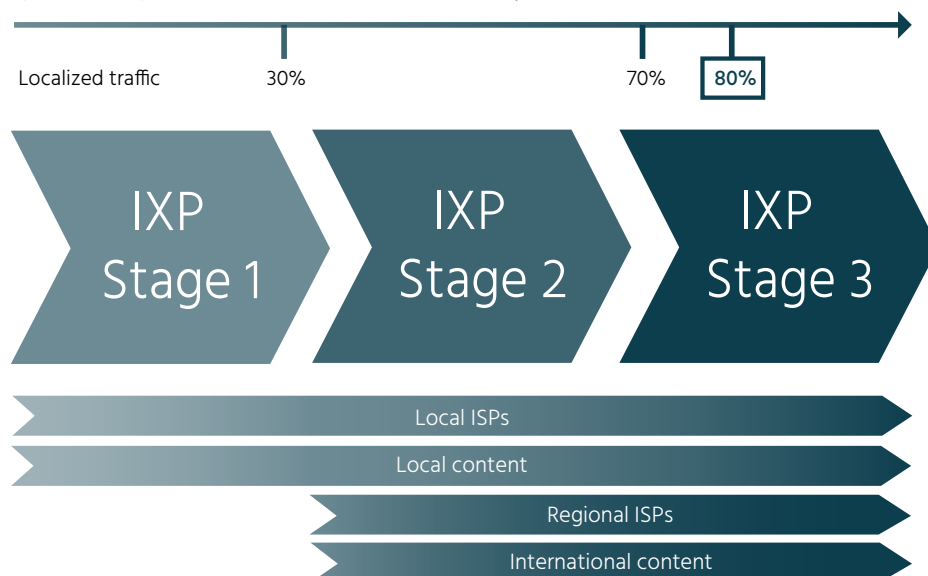 Localized traffic 30% 70% 80%
IXP
Stage 1
IXP
Stage 2
IXP
Stage 3
Local ISPs
Local content
Regional ISPs
International content